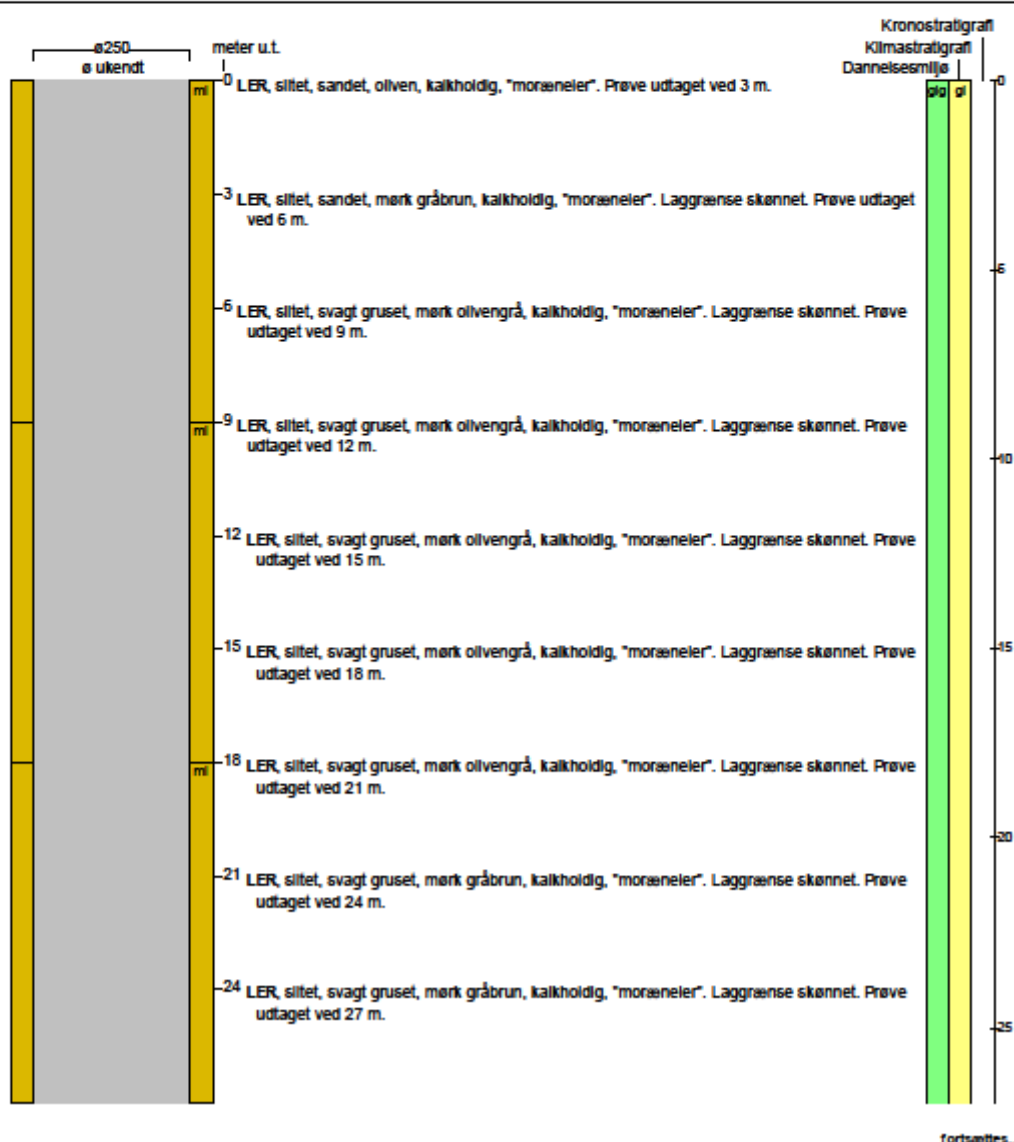 Kronostratigrafi
ø250 meter u.t. Klimastratigrafi
ø ukendt Dannelsesmiljø
ml 0 LER, siltet, sandet, oliven, kalkholdig, "moræneler". Prøve udtaget ved 3 m. glg gl 0
3 LER, siltet, sandet, mørk gråbrun, kalkholdig, "moræneler". Laggrænse skønnet. Prøve udtaget
ved 6 m.
5
6 LER, siltet, svagt gruset, mørk olivengrå, kalkholdig, "moræneler". Laggrænse skønnet. Prøve
udtaget ved 9 m.
ml 9 LER, siltet, svagt gruset, mørk olivengrå, kalkholdig, "moræneler". Laggrænse skønnet. Prøve
udtaget ved 12 m.
10
12 LER, siltet, svagt gruset, mørk olivengrå, kalkholdig, "moræneler". Laggrænse skønnet. Prøve
udtaget ved 15 m.
15 LER, siltet, svagt gruset, mørk olivengrå, kalkholdig, "moræneler". Laggrænse skønnet. Prøve 15
udtaget ved 18 m.
ml 18 LER, siltet, svagt gruset, mørk olivengrå, kalkholdig, "moræneler". Laggrænse skønnet. Prøve
udtaget ved 21 m.
20
21 LER, siltet, svagt gruset, mørk gråbrun, kalkholdig, "moræneler". Laggrænse skønnet. Prøve
udtaget ved 24 m.
24 LER, siltet, svagt gruset, mørk gråbrun, kalkholdig, "moræneler". Laggrænse skønnet. Prøve
udtaget ved 27 m.
25
fortsættes..